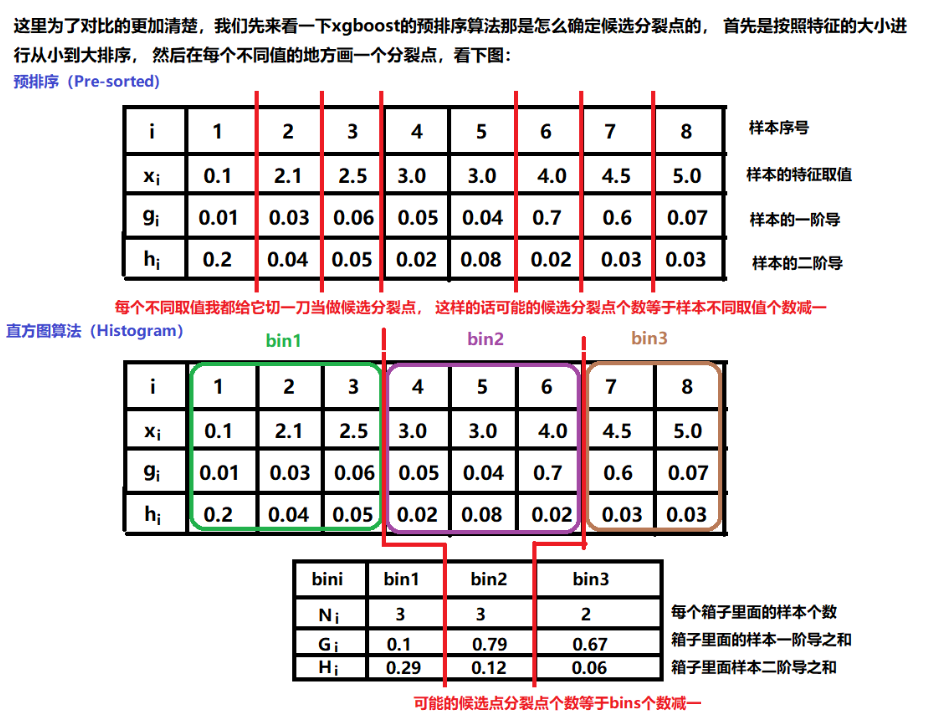 这里为了对比的更加清楚，我们先来看一下xgboost的预排序算法那是怎么确定候选分裂点的， 首先是按照特征的大小进
行从小到大排序， 然后在每个不同值的地方画一个分裂点，看下图：
预排序（Pre-sorted）
i 1 2 3 4 5 6 7 8 样本序号
xi 0.1 2.1 2.5 3.0 3.0 4.0 4.5 5.0 样本的特征取值
gi 0.01 0.03 0.06 0.05 0.04 0.7 0.6 0.07 样本的一阶导
hi 0.2 0.04 0.05 0.02 0.08 0.02 0.03 0.03 样本的二阶导
每个不同取值我都给它切一刀当做候选分裂点， 这样的话可能的候选分裂点个数等于样本不同取值个数减一
直方图算法（Histogram）
bin1 bin2 bin3
i 1 2 3 4 5 6 7 8
xi 0.1 2.1 2.5 3.0 3.0 4.0 4.5 5.0
gi 0.01 0.03 0.06 0.05 0.04 0.7 0.6 0.07
hi 0.2 0.04 0.05 0.02 0.08 0.02 0.03 0.03
bini bin1 bin2 bin3
Ni 3 3 2 每个箱子里面的样本个数
Gi 0.1 0.79 0.67 箱子里面的样本一阶导之和
Hi 0.29 0.12 0.06 箱子里面样本二阶导之和
可能的候选点分裂点个数等于bins个数减一